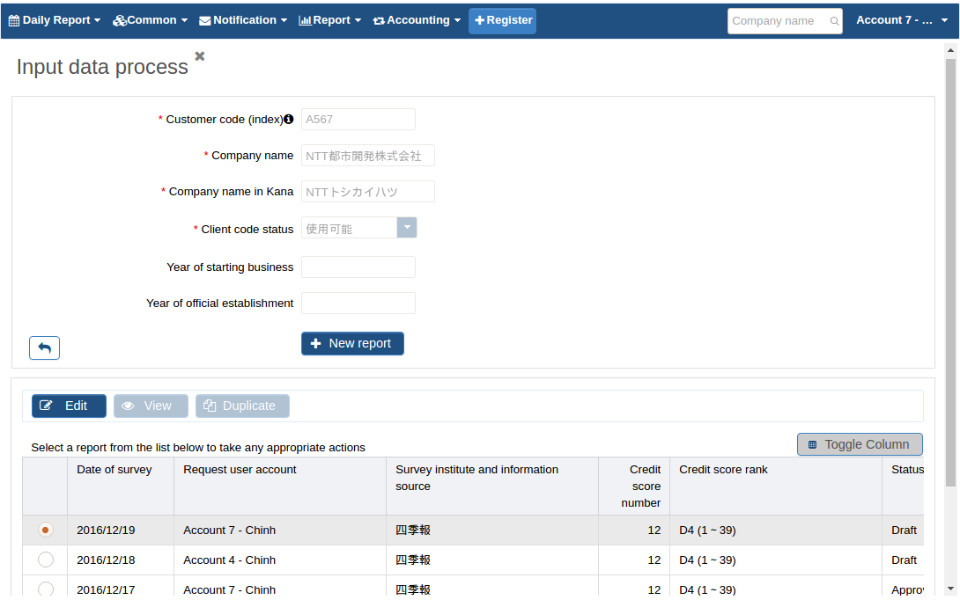 Daily Report Common Notification Report Accounting Register Company name Account 7 - ...
Input data process
* Customer code (index) A567
* Company name NTT都市開発株式会社
* Company name in Kana NTTトシカイハツ
* Client code status 使用可能
Year of starting business
Year of official establishment
New report
Edit View Duplicate
Select a report from the list below to take any appropriate actions
Toggle Column
Date of survey Request user account Survey institute and information source Credit score number Credit score rank Status
2016/12/19 Account 7 - Chinh 四季報 12 D4 (1 ~ 39) Draft
2016/12/18 Account 4 - Chinh 四季報 12 D4 (1 ~ 39) Draft
2016/12/17 Account 7 - Chinh 四季報 12 D4 (1 ~ 39) Approv